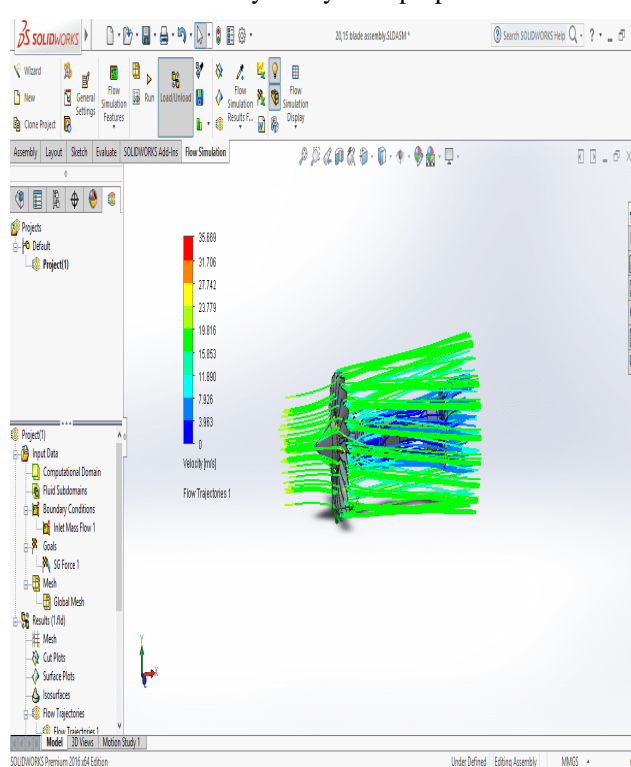 SOLIDWORKS
20,15 blade assembly.SLDASM *
Search SOLIDWORKS Help
Wizard
New
Clone Project
General Settings
Flow Simulation Features
Run
Load/Unload
Flow Simulation Results F...
Flow Simulation Display
Assembly Layout Sketch Evaluate SOLIDWORKS Add-Ins Flow Simulation
Projects
Default
Project(1)
35.669
31.706
27.742
23.779
19.816
15.853
11.890
7.926
3.963
0
Velocity [m/s]
Flow Trajectories 1
Project(1)
Input Data
Computational Domain
Fluid Subdomains
Boundary Conditions
Inlet Mass Flow 1
Goals
SG Force 1
Mesh
Global Mesh
Results (1.fld)
Mesh
Cut Plots
Surface Plots
Isosurfaces
Flow Trajectories
Flow Trajectories 1
Y
X
Model 3D Views Motion Study 1
SOLIDWORKS Premium 2016 x64 Edition
Under Defined Editing Assembly MMGS